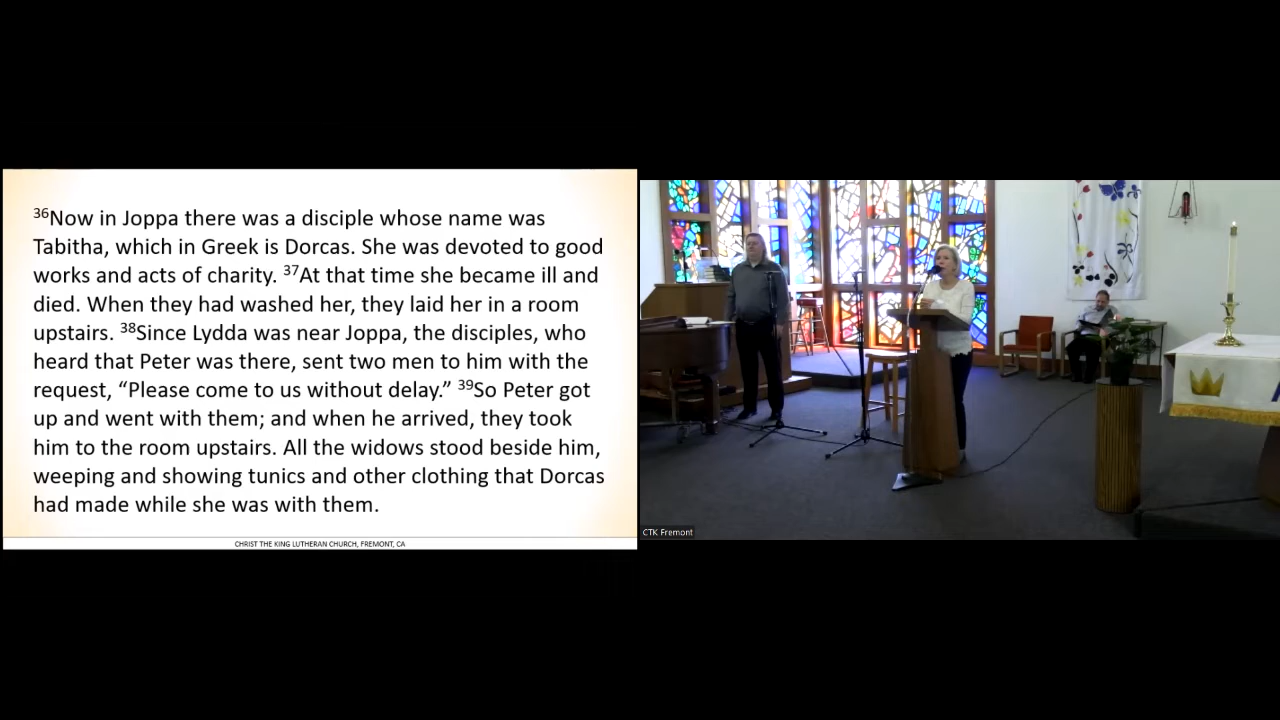 ³⁶Now in Joppa there was a disciple whose name was
Tabitha, which in Greek is Dorcas. She was devoted to good
works and acts of charity. ³⁷At that time she became ill and
died. When they had washed her, they laid her in a room
upstairs. ³⁸Since Lydda was near Joppa, the disciples, who
heard that Peter was there, sent two men to him with the
request, “Please come to us without delay.” ³⁹So Peter got
up and went with them; and when he arrived, they took
him to the room upstairs. All the widows stood beside him,
weeping and showing tunics and other clothing that Dorcas
had made while she was with them.
CHRIST THE KING LUTHERAN CHURCH, FREMONT, CA
CTK Fremont